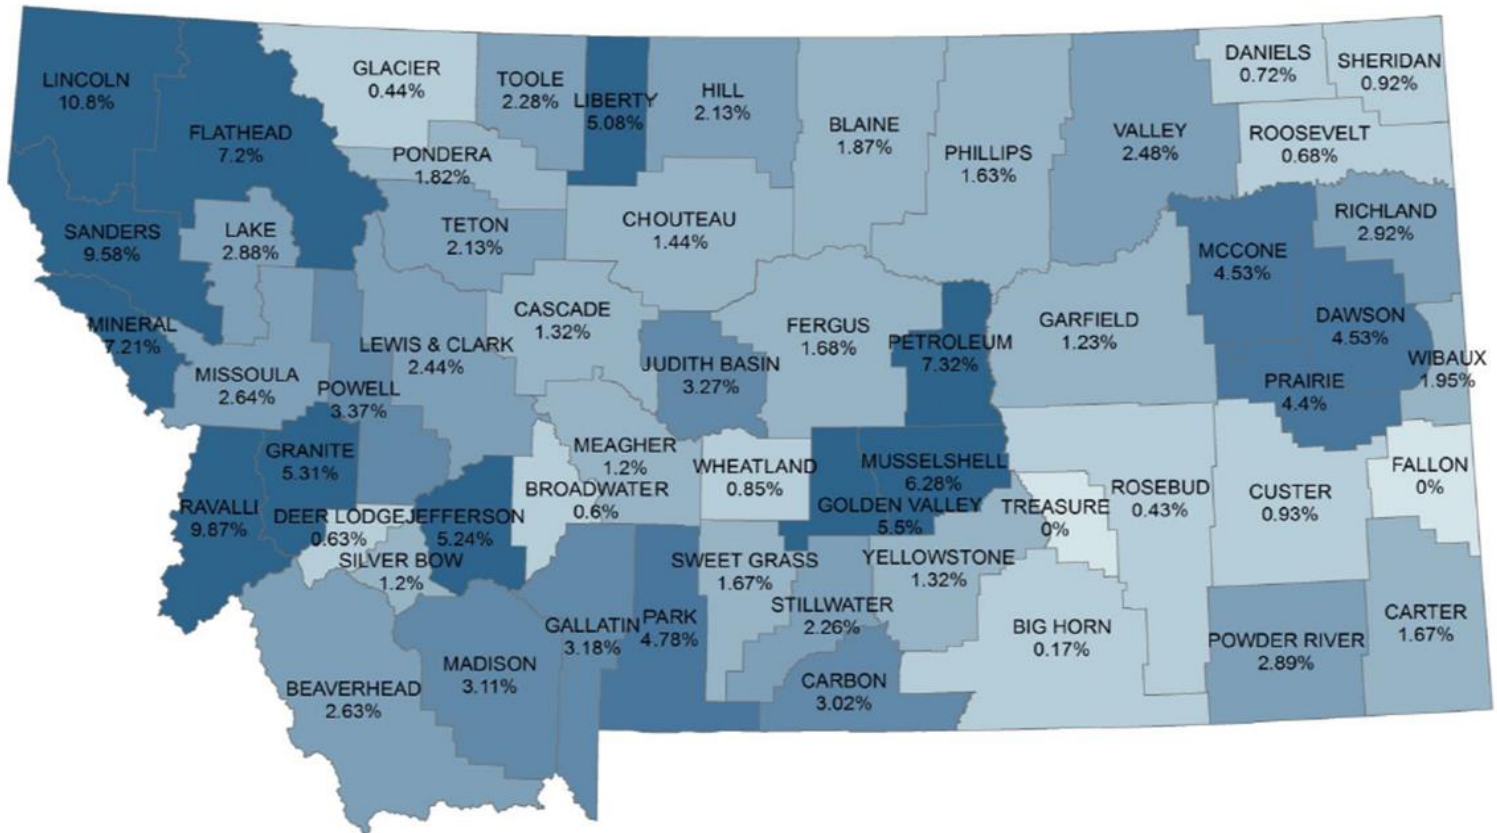 LINCOLN
10.8%
FLATHEAD
7.2%
GLACIER
0.44%
TOOLE
2.28%
LIBERTY
5.08%
HILL
2.13%
BLAINE
1.87%
PHILLIPS
1.63%
VALLEY
2.48%
DANIELS
0.72%
SHERIDAN
0.92%
ROOSEVELT
0.68%
PONDERA
1.82%
SANDERS
9.58%
LAKE
2.88%
TETON
2.13%
CHOUTEAU
1.44%
MCCONE
4.53%
RICHLAND
2.92%
MINERAL
7.21%
MISSOULA
2.64%
POWELL
3.37%
LEWIS & CLARK
2.44%
CASCADE
1.32%
JUDITH BASIN
3.27%
FERGUS
1.68%
PETROLEUM
7.32%
GARFIELD
1.23%
DAWSON
4.53%
PRAIRIE
4.4%
WIBAUX
1.95%
RAVALLI
9.87%
GRANITE
5.31%
DEER LODGE
0.63%
JEFFERSON
5.24%
SILVER BOW
1.2%
BROADWATER
0.6%
MEAGHER
1.2%
WHEATLAND
0.85%
MUSSELSHELL
6.28%
GOLDEN VALLEY
5.5%
TREASURE
0%
ROSEBUD
0.43%
CUSTER
0.93%
FALLON
0%
SWEET GRASS
1.67%
YELLOWSTONE
1.32%
STILLWATER
2.26%
BEAVERHEAD
2.63%
MADISON
3.11%
GALLATIN
3.18%
PARK
4.78%
CARBON
3.02%
BIG HORN
0.17%
POWDER RIVER
2.89%
CARTER
1.67%